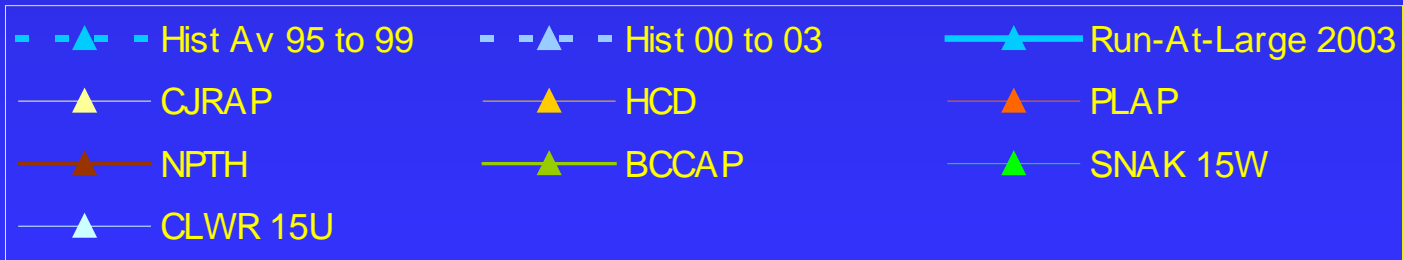 Hist Av 95 to 99 Hist 00 to 03 Run-At-Large 2003
CJRAP HCD PLAP
NPTH BCCAP SNAK 15W
CLWR 15U